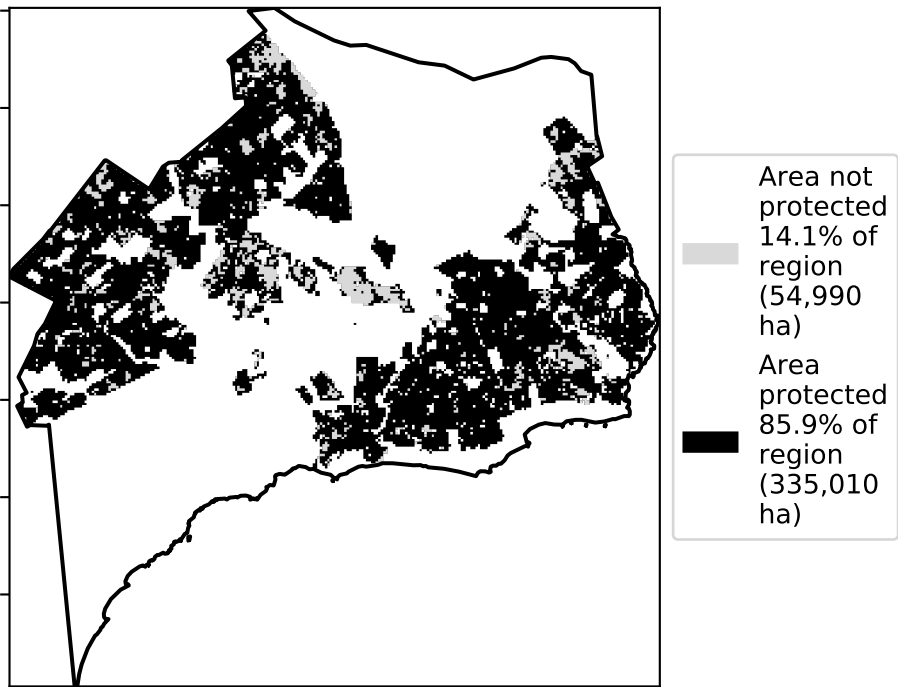 Area not
protected
14.1% of
region
(54,990
ha)
Area
protected
85.9% of
region
(335,010
ha)